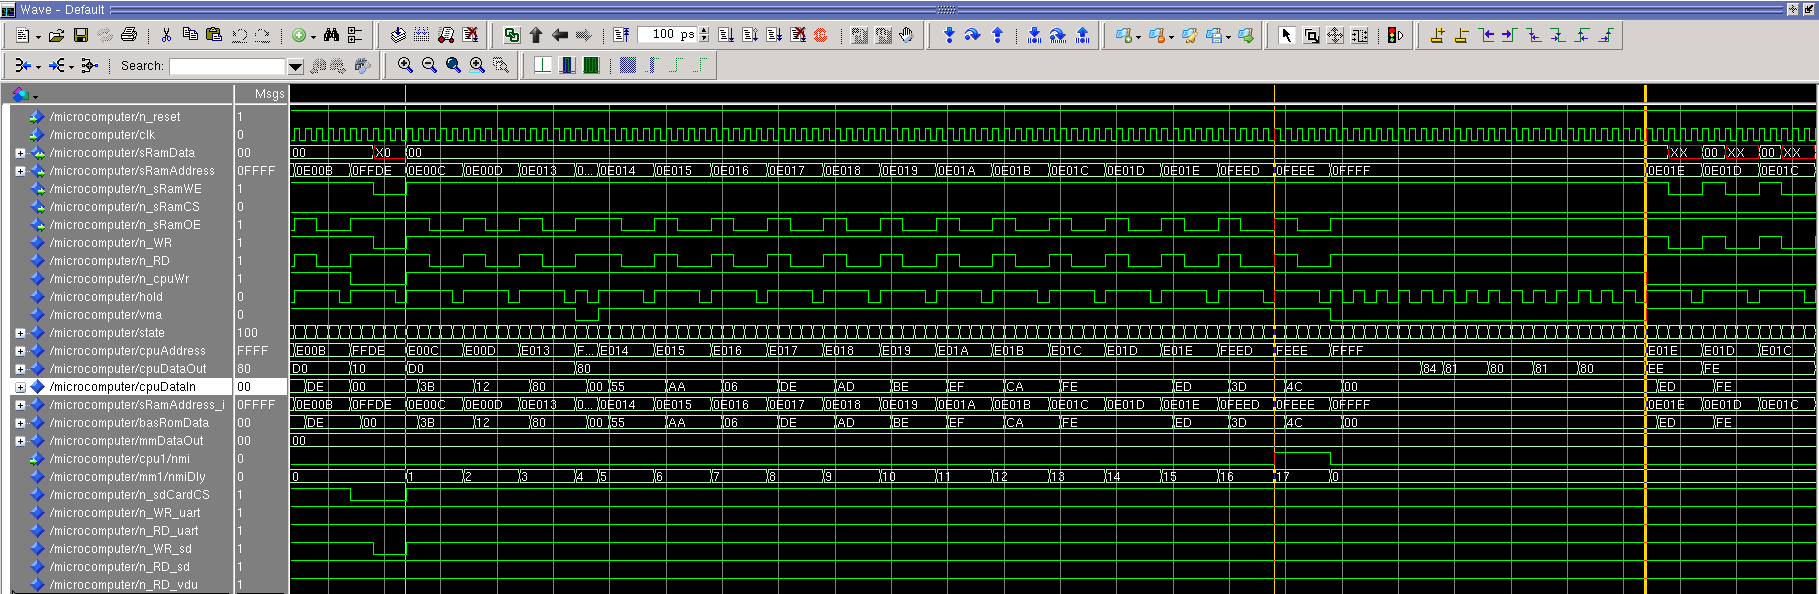 Wave - Default
100 ps
Search:
Msgs
/microcomputer/n_reset 1
/microcomputer/clk 0
/microcomputer/sRamData 00 00 X0 00 XX 00 XX 00 XX
/microcomputer/sRamAddress 0FFFF 0E00B 0FFDE 0E00C 0E00D 0E013 0... 0E014 0E015 0E016 0E017 0E018 0E019 0E01A 0E01B 0E01C 0E01D 0E01E 0FEED 0FEEE 0FFFF 0E01E 0E01D 0E01C
/microcomputer/n_sRamWE 1
/microcomputer/n_sRamCS 0
/microcomputer/n_sRamOE 1
/microcomputer/n_WR 1
/microcomputer/n_RD 1
/microcomputer/n_cpuWr 1
/microcomputer/hold 0
/microcomputer/vma 0
/microcomputer/state 100
/microcomputer/cpuAddress FFFF E00B FFDE E00C E00D E013 F... E014 E015 E016 E017 E018 E019 E01A E01B E01C E01D E01E FEED FEEE FFFF E01E E01D E01C
/microcomputer/cpuDataOut 80 D0 10 D0 80 84 81 80 81 80 EE FE
/microcomputer/cpuDataIn 00 DE 00 3B 12 80 00 55 AA 06 DE AD BE EF CA FE ED 3D 4C 00 ED FE
/microcomputer/sRamAddress_i 0FFFF 0E00B 0FFDE 0E00C 0E00D 0E013 0... 0E014 0E015 0E016 0E017 0E018 0E019 0E01A 0E01B 0E01C 0E01D 0E01E 0FEED 0FEEE 0FFFF 0E01E 0E01D 0E01C
/microcomputer/basRomData 00 DE 00 3B 12 80 00 55 AA 06 DE AD BE EF CA FE ED 3D 4C 00 ED FE
/microcomputer/mmDataOut 00 00
/microcomputer/cpu1/nmi 0
/microcomputer/mm1/nmiDly 0 0 1 2 3 4 5 6 7 8 9 10 11 12 13 14 15 16 17 0
/microcomputer/n_sdCardCS 1
/microcomputer/n_WR_uart 1
/microcomputer/n_RD_uart 1
/microcomputer/n_WR_sd 1
/microcomputer/n_RD_sd 1
/microcomputer/n_RD_vdu 1